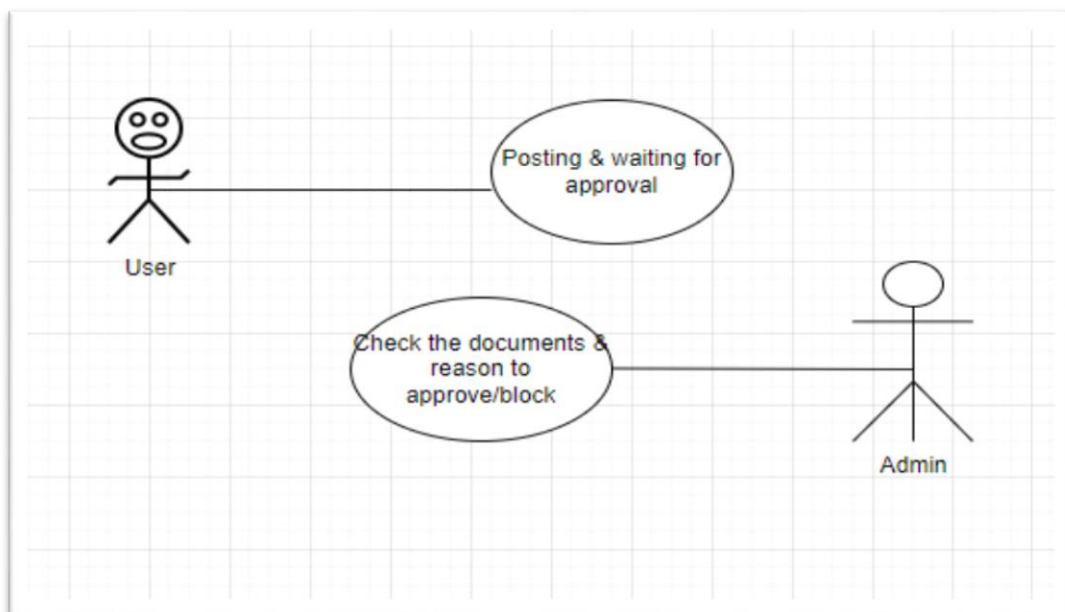 Posting & waiting for
approval
User
Check the documents &
reason to
approve/block
Admin